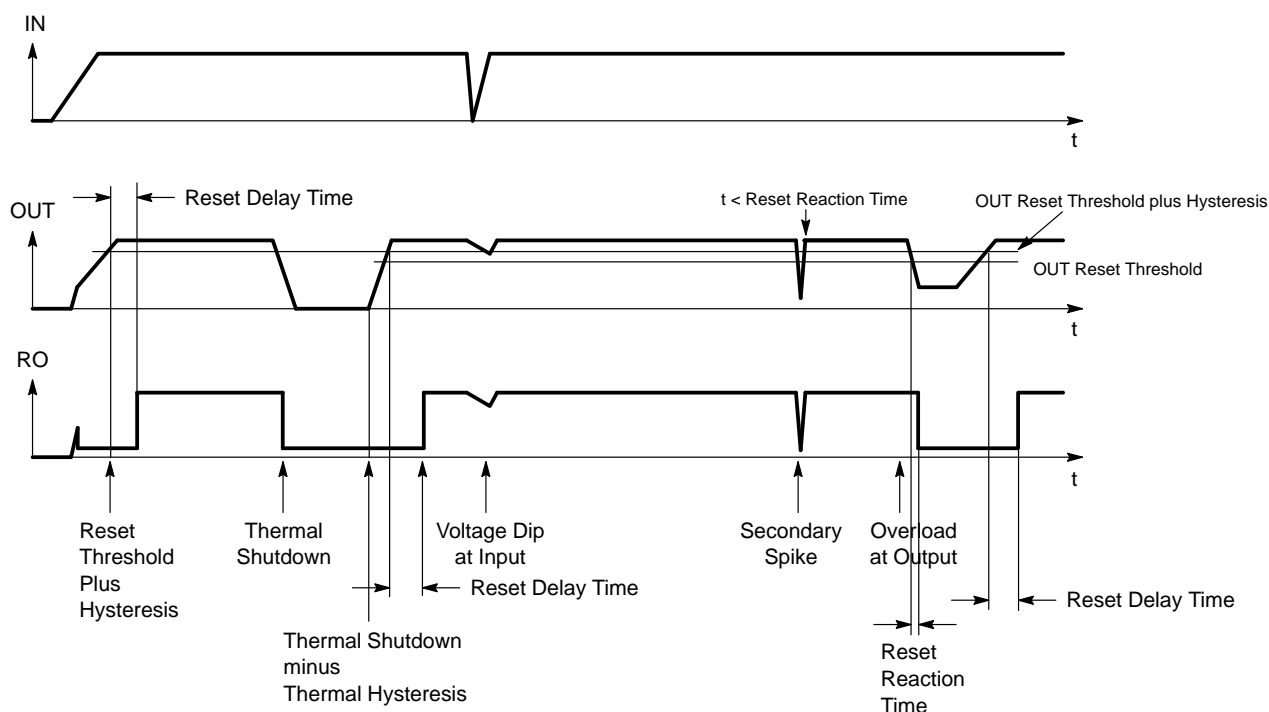 IN
t
Reset Delay Time
t < Reset Reaction Time
OUT Reset Threshold plus Hysteresis
OUT
OUT Reset Threshold
t
RO
t
Reset
Threshold
Plus
Hysteresis
Thermal
Shutdown
Voltage Dip
at Input
Secondary
Spike
Overload
at Output
Reset Delay Time
Reset Delay Time
Thermal Shutdown
minus
Thermal Hysteresis
Reset
Reaction
Time